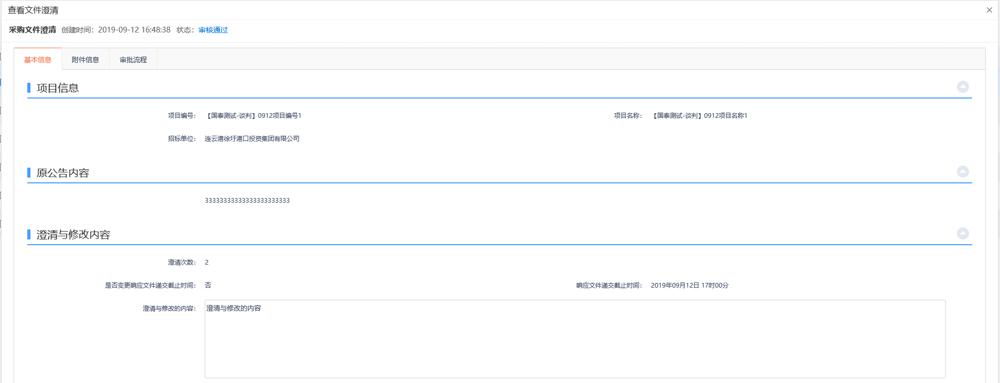 查看文件澄清
采购文件澄清 创建时间：2019-09-12 16:48:38 状态：审核通过
基本信息 附件信息 审批流程
项目信息
项目编号： 【国泰测试-谈判】0912项目编号1 项目名称： 【国泰测试-谈判】0912项目名称1
招标单位： 连云港徐圩港口投资集团有限公司
原公告内容
33333333333333333333333
澄清与修改内容
澄清次数： 2
是否变更响应文件递交截止时间： 否 响应文件递交截止时间： 2019年09月12日 17时00分
澄清与修改的内容： 澄清与修改的内容